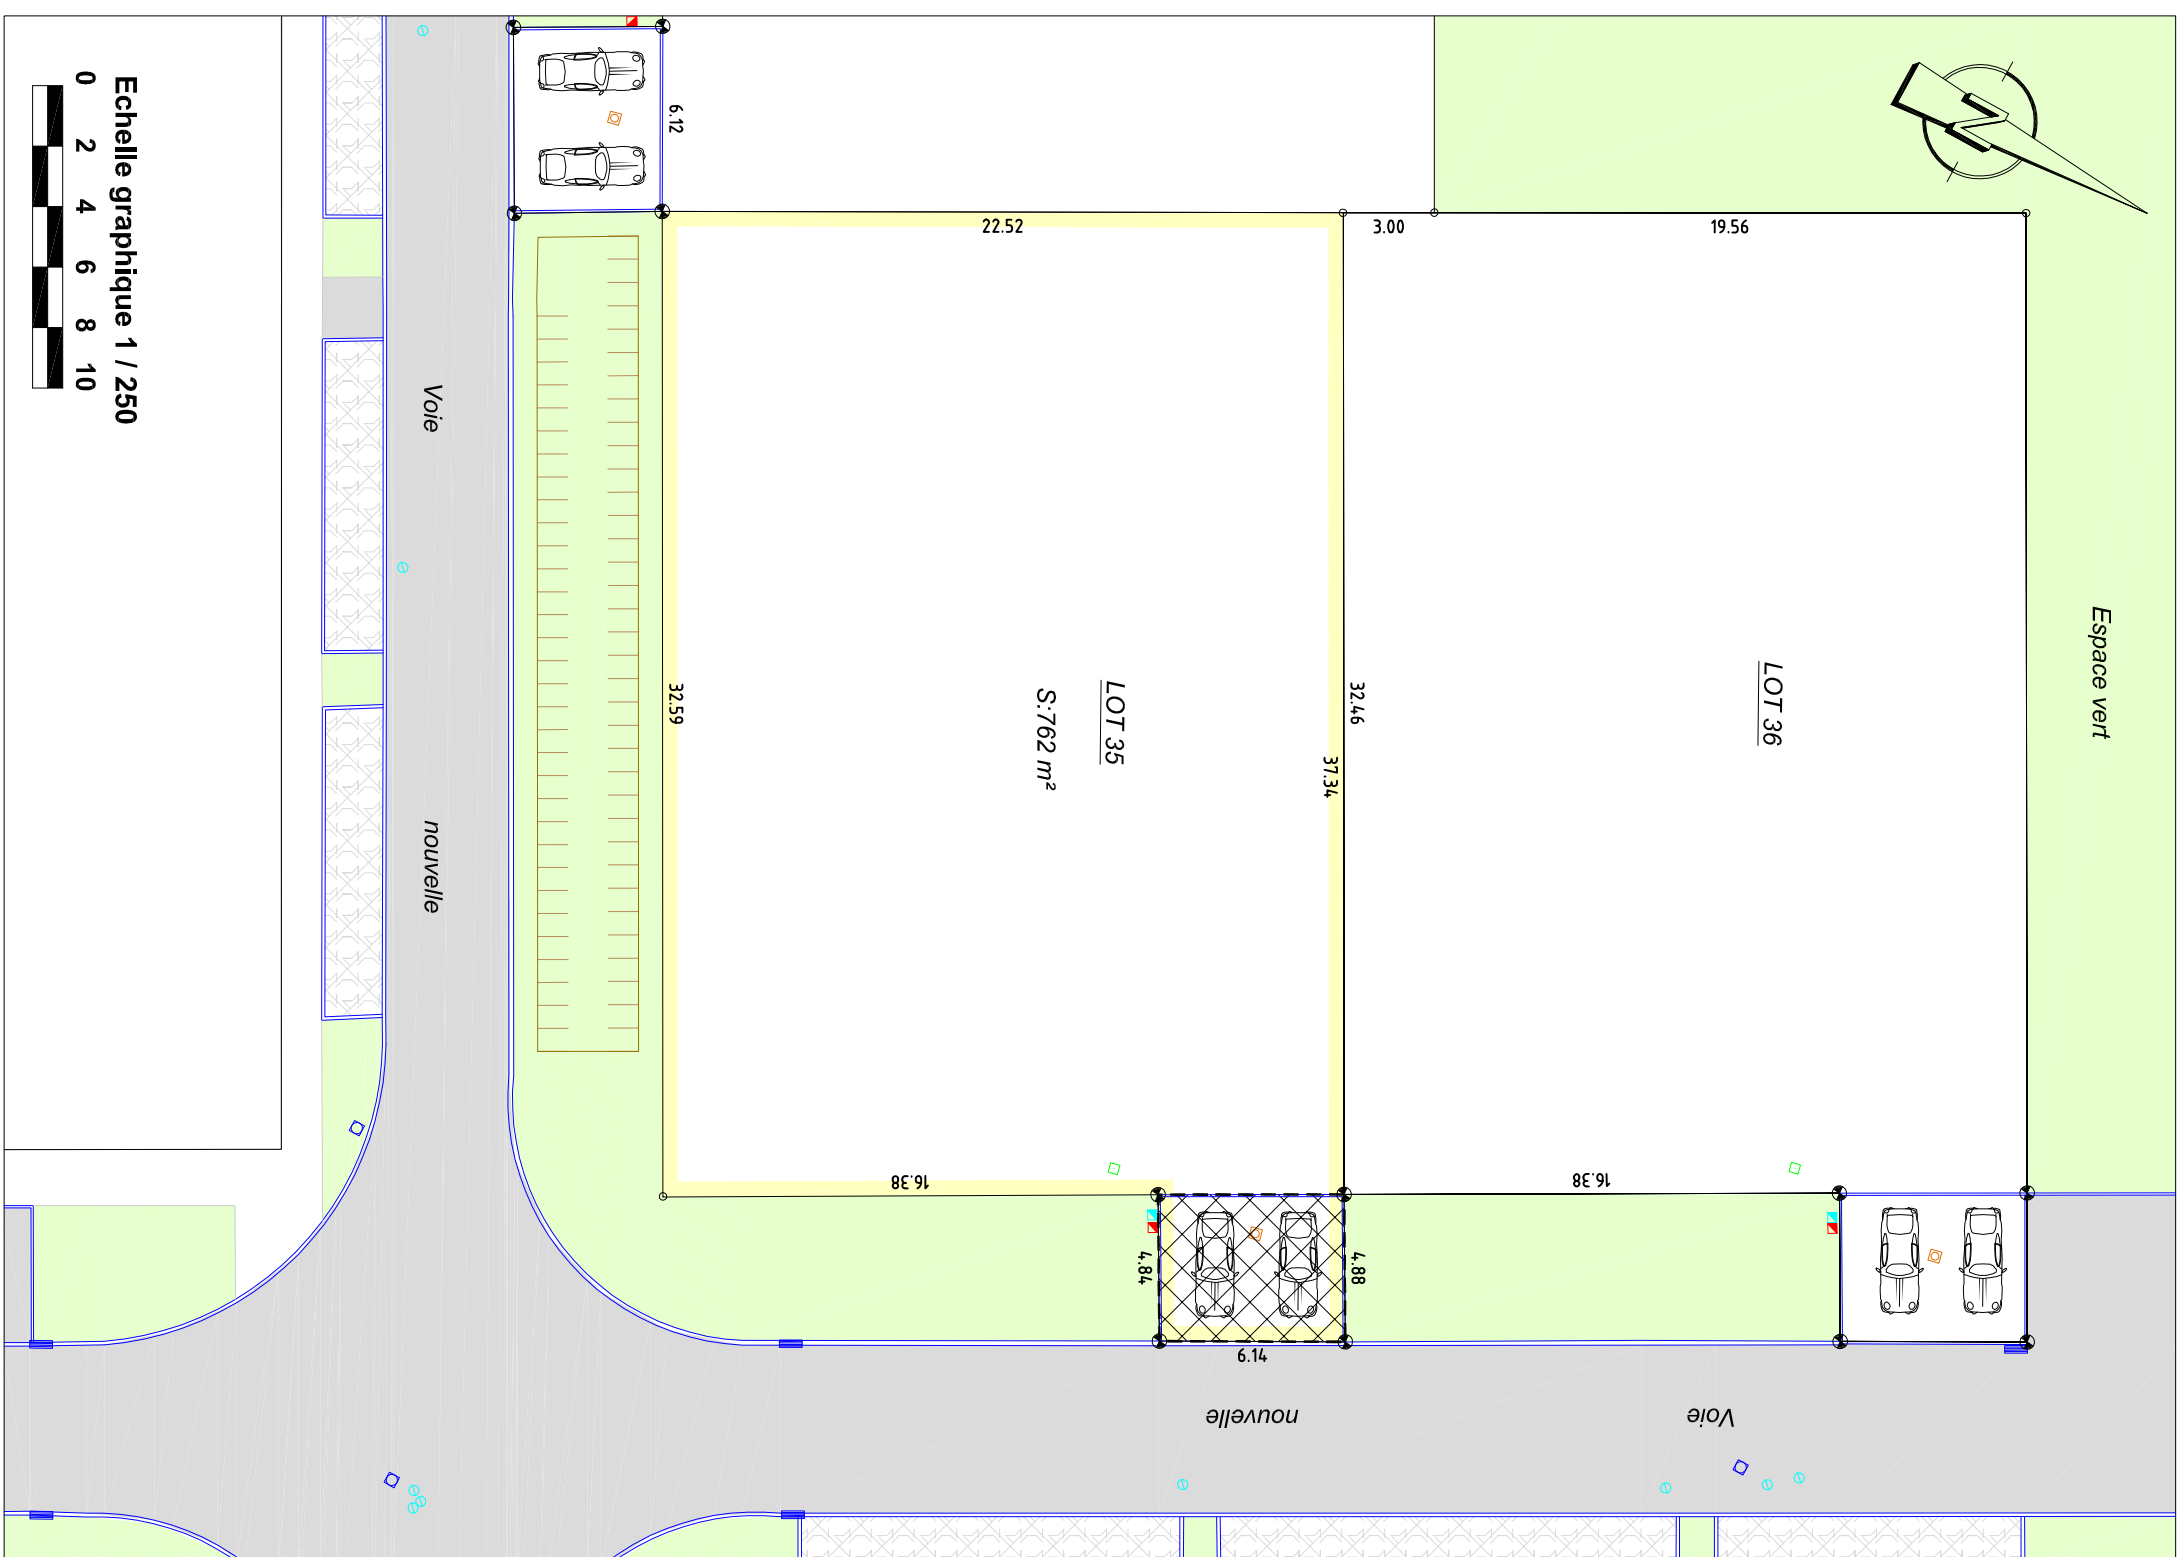 Echelle graphique 1 / 250
0 2 4 6 8 10
N
6.12
22.52
3.00
19.56
Voie
nouvelle
32.59
LOT 35
S:762 m²
37.34
32.46
LOT 36
Espace vert
16.38
16.38
4.84
4.88
6.14
Voie
nouvelle